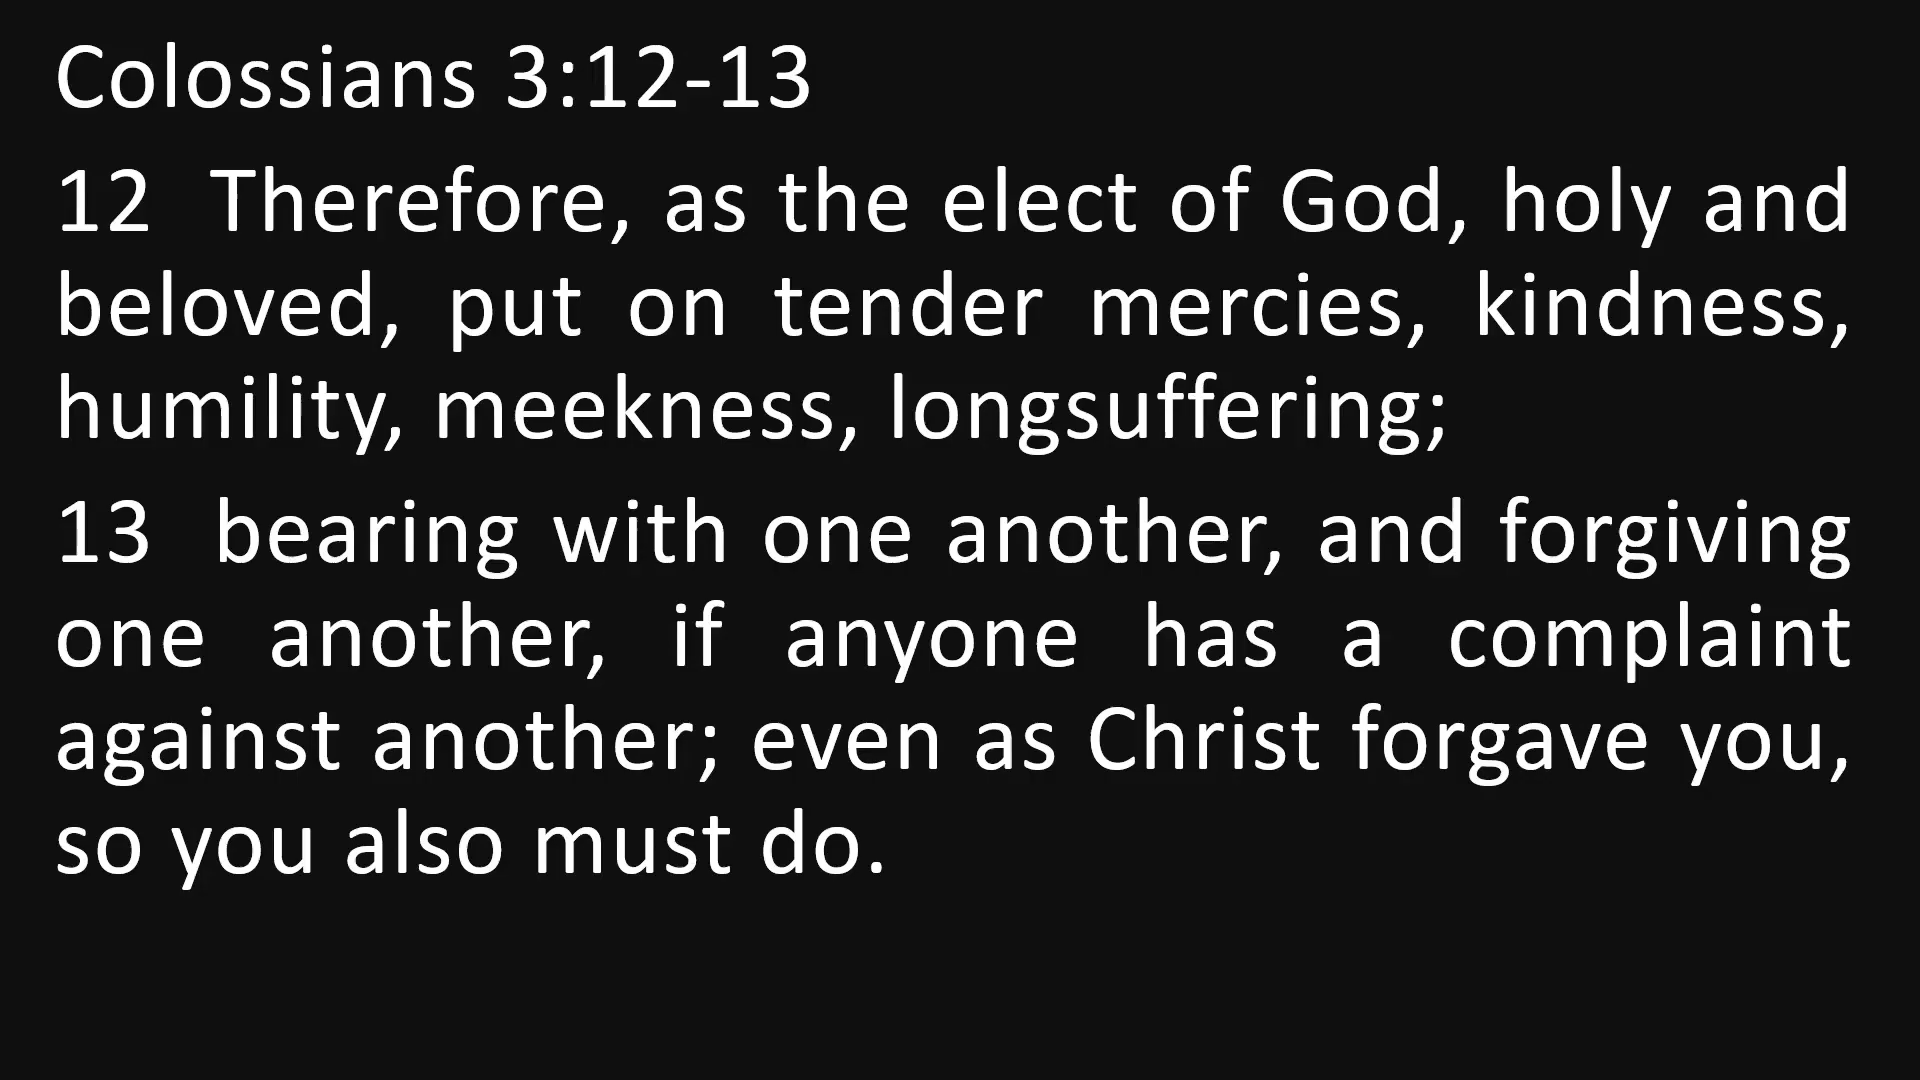 Colossians 3:12-13
12 Therefore, as the elect of God, holy and
beloved, put on tender mercies, kindness,
humility, meekness, longsuffering;
13 bearing with one another, and forgiving
one another, if anyone has a complaint
against another; even as Christ forgave you,
so you also must do.